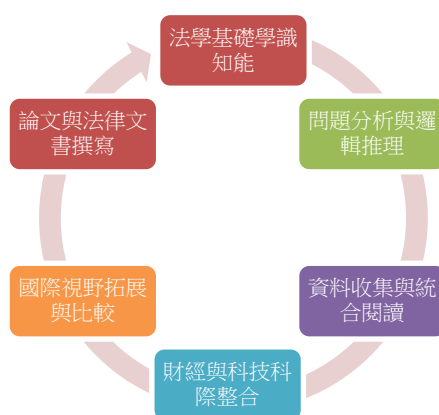 法學基礎學識
知能
問題分析與邏
輯推理
資料收集與統
合閱讀
財經與科技科
際整合
國際視野拓展
與比較
論文與法律文
書撰寫